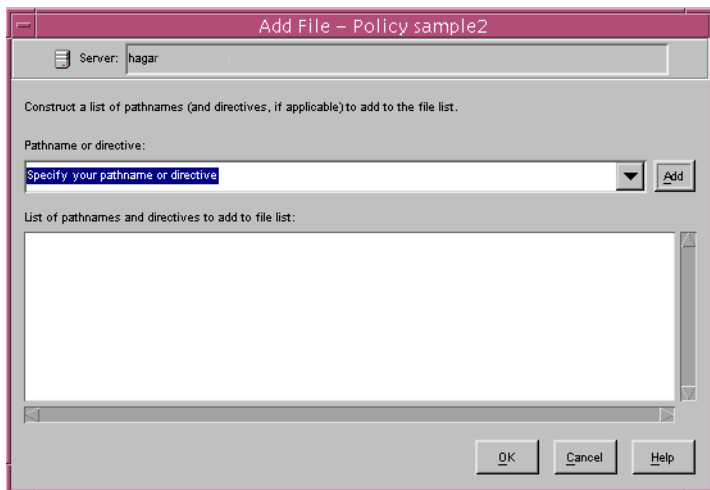 Add File – Policy sample2
Server: hagar
Construct a list of pathnames (and directives, if applicable) to add to the file list.
Pathname or directive:
Specify your pathname or directive
Add
List of pathnames and directives to add to file list:
OK Cancel Help